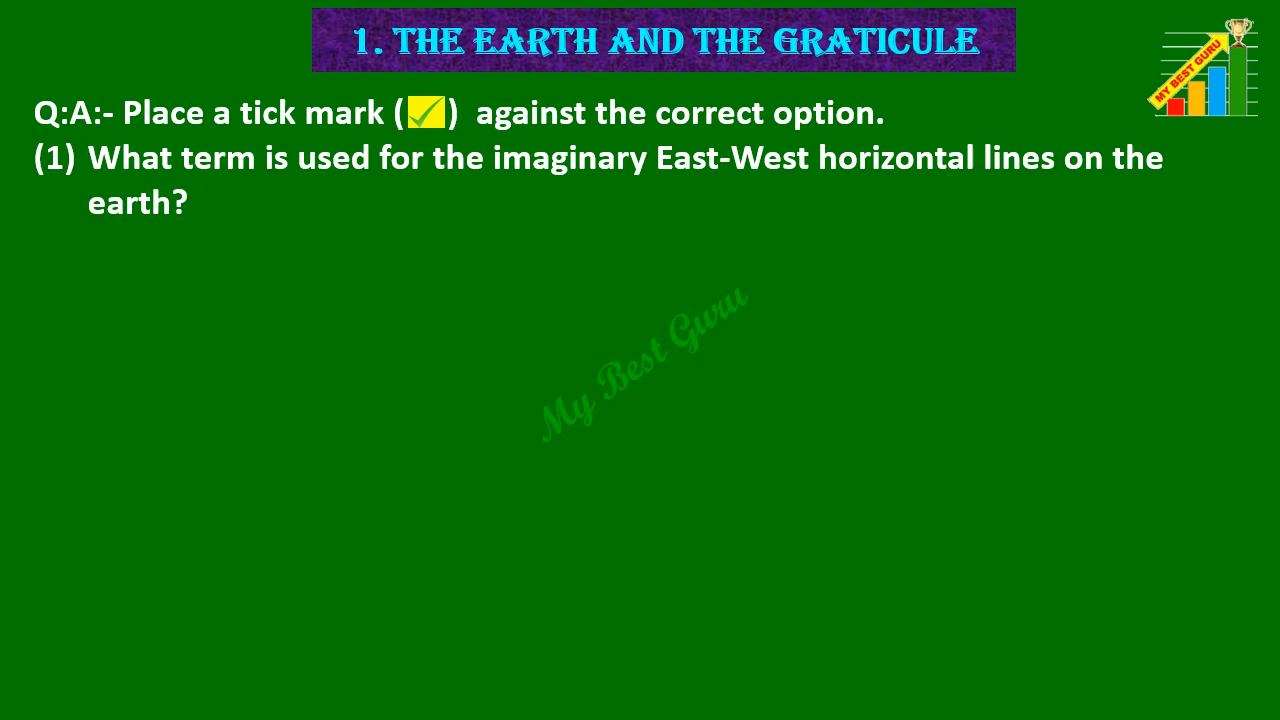 1. THE EARTH AND THE GRATICULE
MY BEST GURU
Q:A:- Place a tick mark (✓) against the correct option.
(1) What term is used for the imaginary East-West horizontal lines on the
earth?
My Best Guru